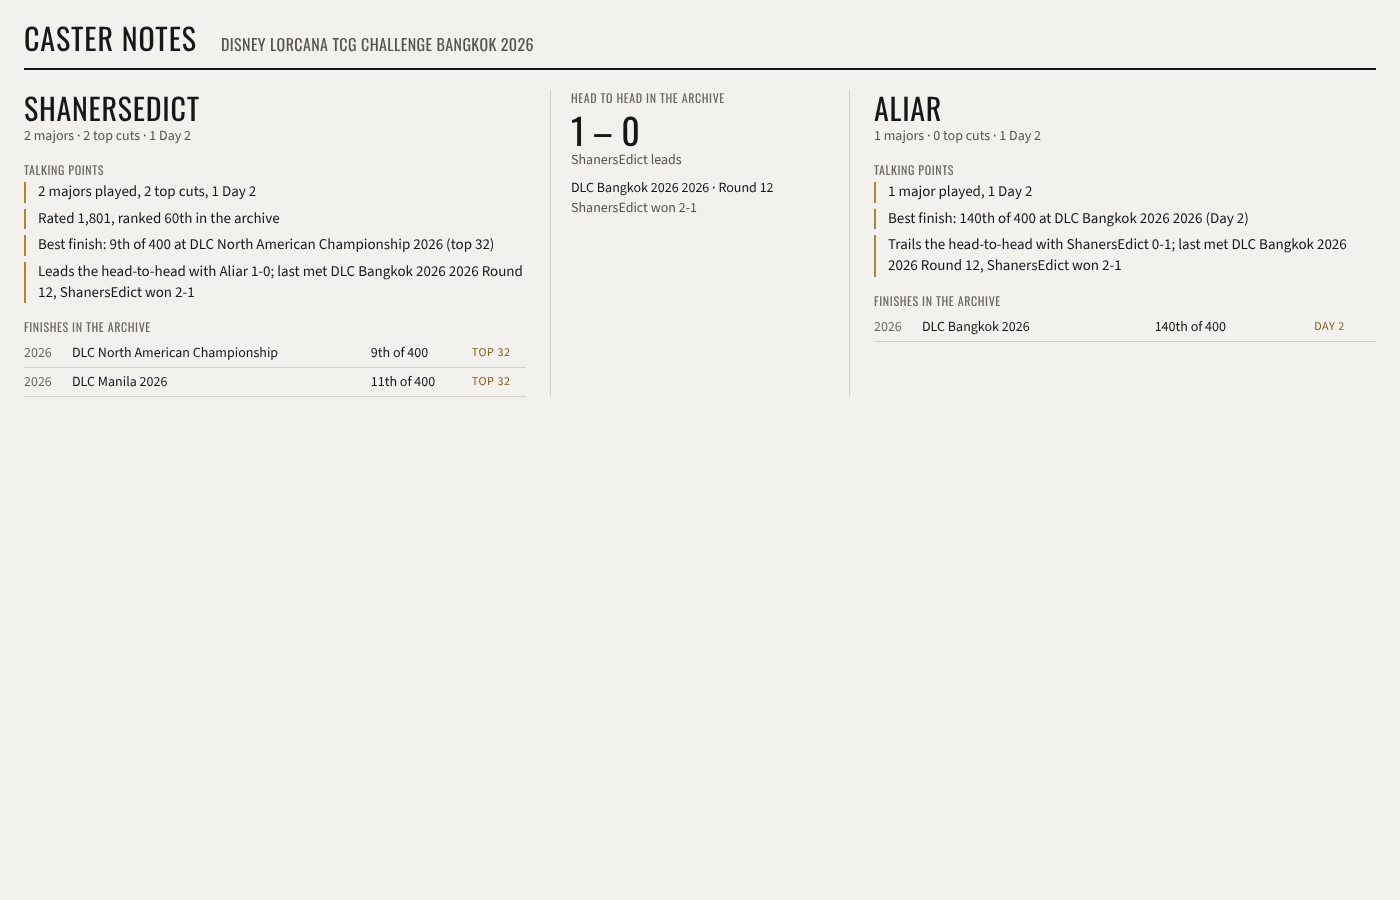 CASTER NOTES
DISNEY LORCANA TCG CHALLENGE BANGKOK 2026
SHANERSEDICT
2 majors · 2 top cuts · 1 Day 2
TALKING POINTS
2 majors played, 2 top cuts, 1 Day 2
Rated 1,801, ranked 60th in the archive
Best finish: 9th of 400 at DLC North American Championship 2026 (top 32)
Leads the head-to-head with Aliar 1-0; last met DLC Bangkok 2026 2026 Round
12, ShanersEdict won 2-1
FINISHES IN THE ARCHIVE
2026 DLC North American Championship 9th of 400 TOP 32
2026 DLC Manila 2026 11th of 400 TOP 32
HEAD TO HEAD IN THE ARCHIVE
1 – 0
ShanersEdict leads
DLC Bangkok 2026 2026 · Round 12
ShanersEdict won 2-1
ALIAR
1 majors · 0 top cuts · 1 Day 2
TALKING POINTS
1 major played, 1 Day 2
Best finish: 140th of 400 at DLC Bangkok 2026 2026 (Day 2)
Trails the head-to-head with ShanersEdict 0-1; last met DLC Bangkok 2026
2026 Round 12, ShanersEdict won 2-1
FINISHES IN THE ARCHIVE
2026 DLC Bangkok 2026 140th of 400 DAY 2